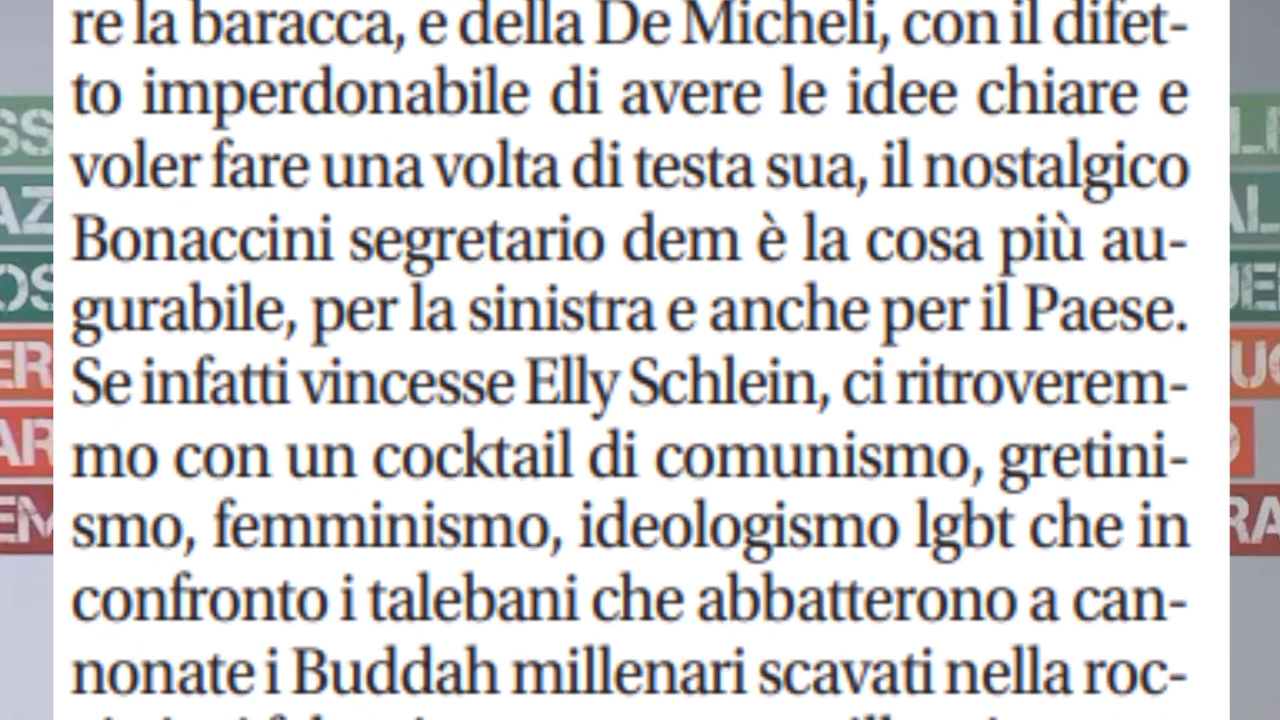 re la baracca, e della De Micheli, con il difet-
to imperdonabile di avere le idee chiare e
voler fare una volta di testa sua, il nostalgico
Bonaccini segretario dem è la cosa più au-
gurabile, per la sinistra e anche per il Paese.
Se infatti vincesse Elly Schlein, ci ritroverem-
mo con un cocktail di comunismo, gretini-
smo, femminismo, ideologismo lgbt che in
confronto i talebani che abbatterono a can-
nonate i Buddah millenari scavati nella roc-